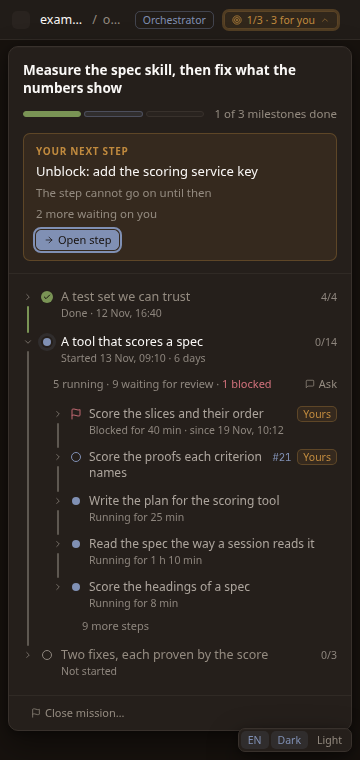 exam... / o... Orchestrator 1/3 · 3 for you
Measure the spec skill, then fix what the
numbers show
1 of 3 milestones done
YOUR NEXT STEP
Unblock: add the scoring service key
The step cannot go on until then
2 more waiting on you
Open step
A test set we can trust 4/4
Done · 12 Nov, 16:40
A tool that scores a spec 0/14
Started 13 Nov, 09:10 · 6 days
5 running · 9 waiting for review · 1 blocked Ask
Score the slices and their order Yours
Blocked for 40 min · since 19 Nov, 10:12
Score the proofs each criterion #21 Yours
names
Write the plan for the scoring tool
Running for 25 min
Read the spec the way a session reads it
Running for 1 h 10 min
Score the headings of a spec
Running for 8 min
9 more steps
Two fixes, each proven by the score 0/3
Not started
Close mission...
EN Dark Light